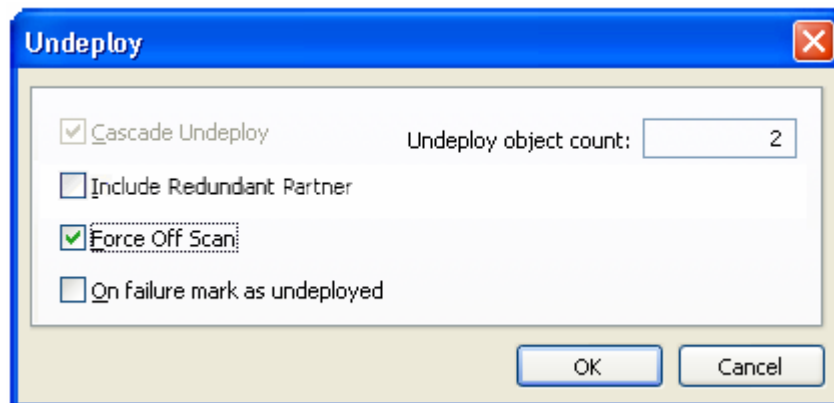 Undeploy
Cascade Undeploy
Undeploy object count: 2
Include Redundant Partner
Force Off Scan
On failure mark as undeployed
OK Cancel